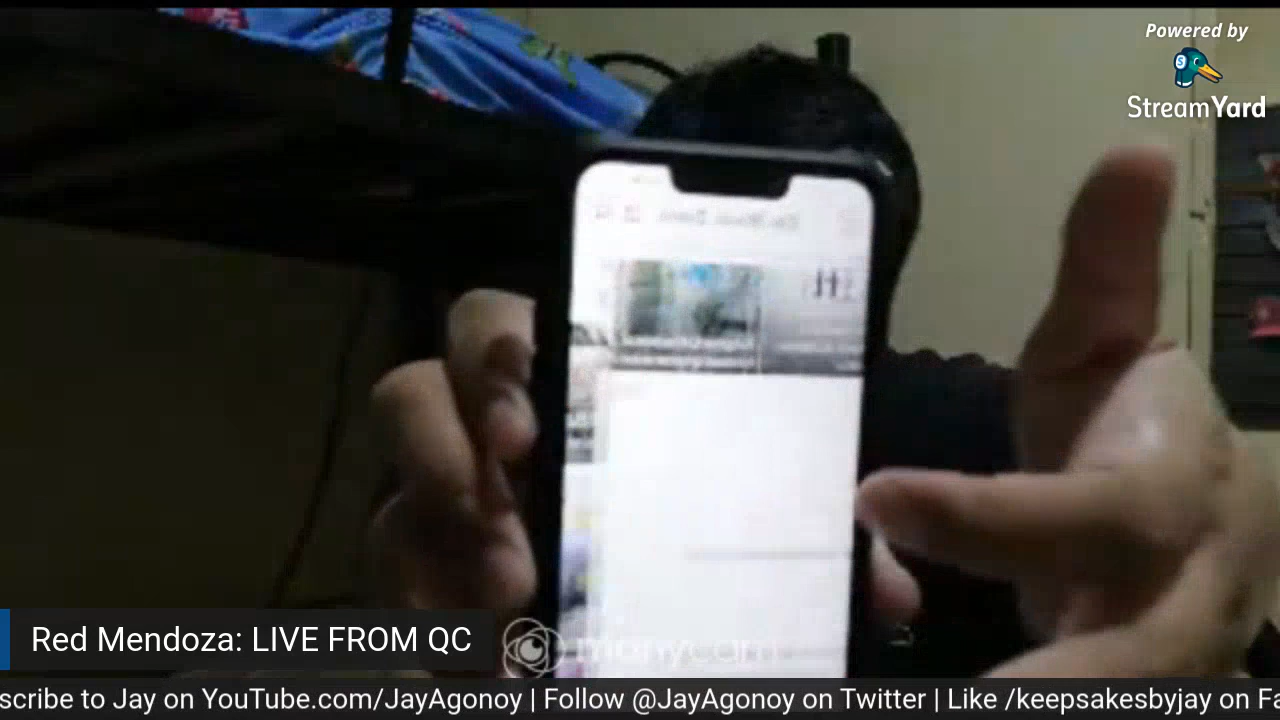 Powered by
StreamYard
Red Mendoza: LIVE FROM QC
manycam
scribe to Jay on YouTube.com/JayAgonoy | Follow @JayAgonoy on Twitter | Like /keepsakesbyjay on Fa